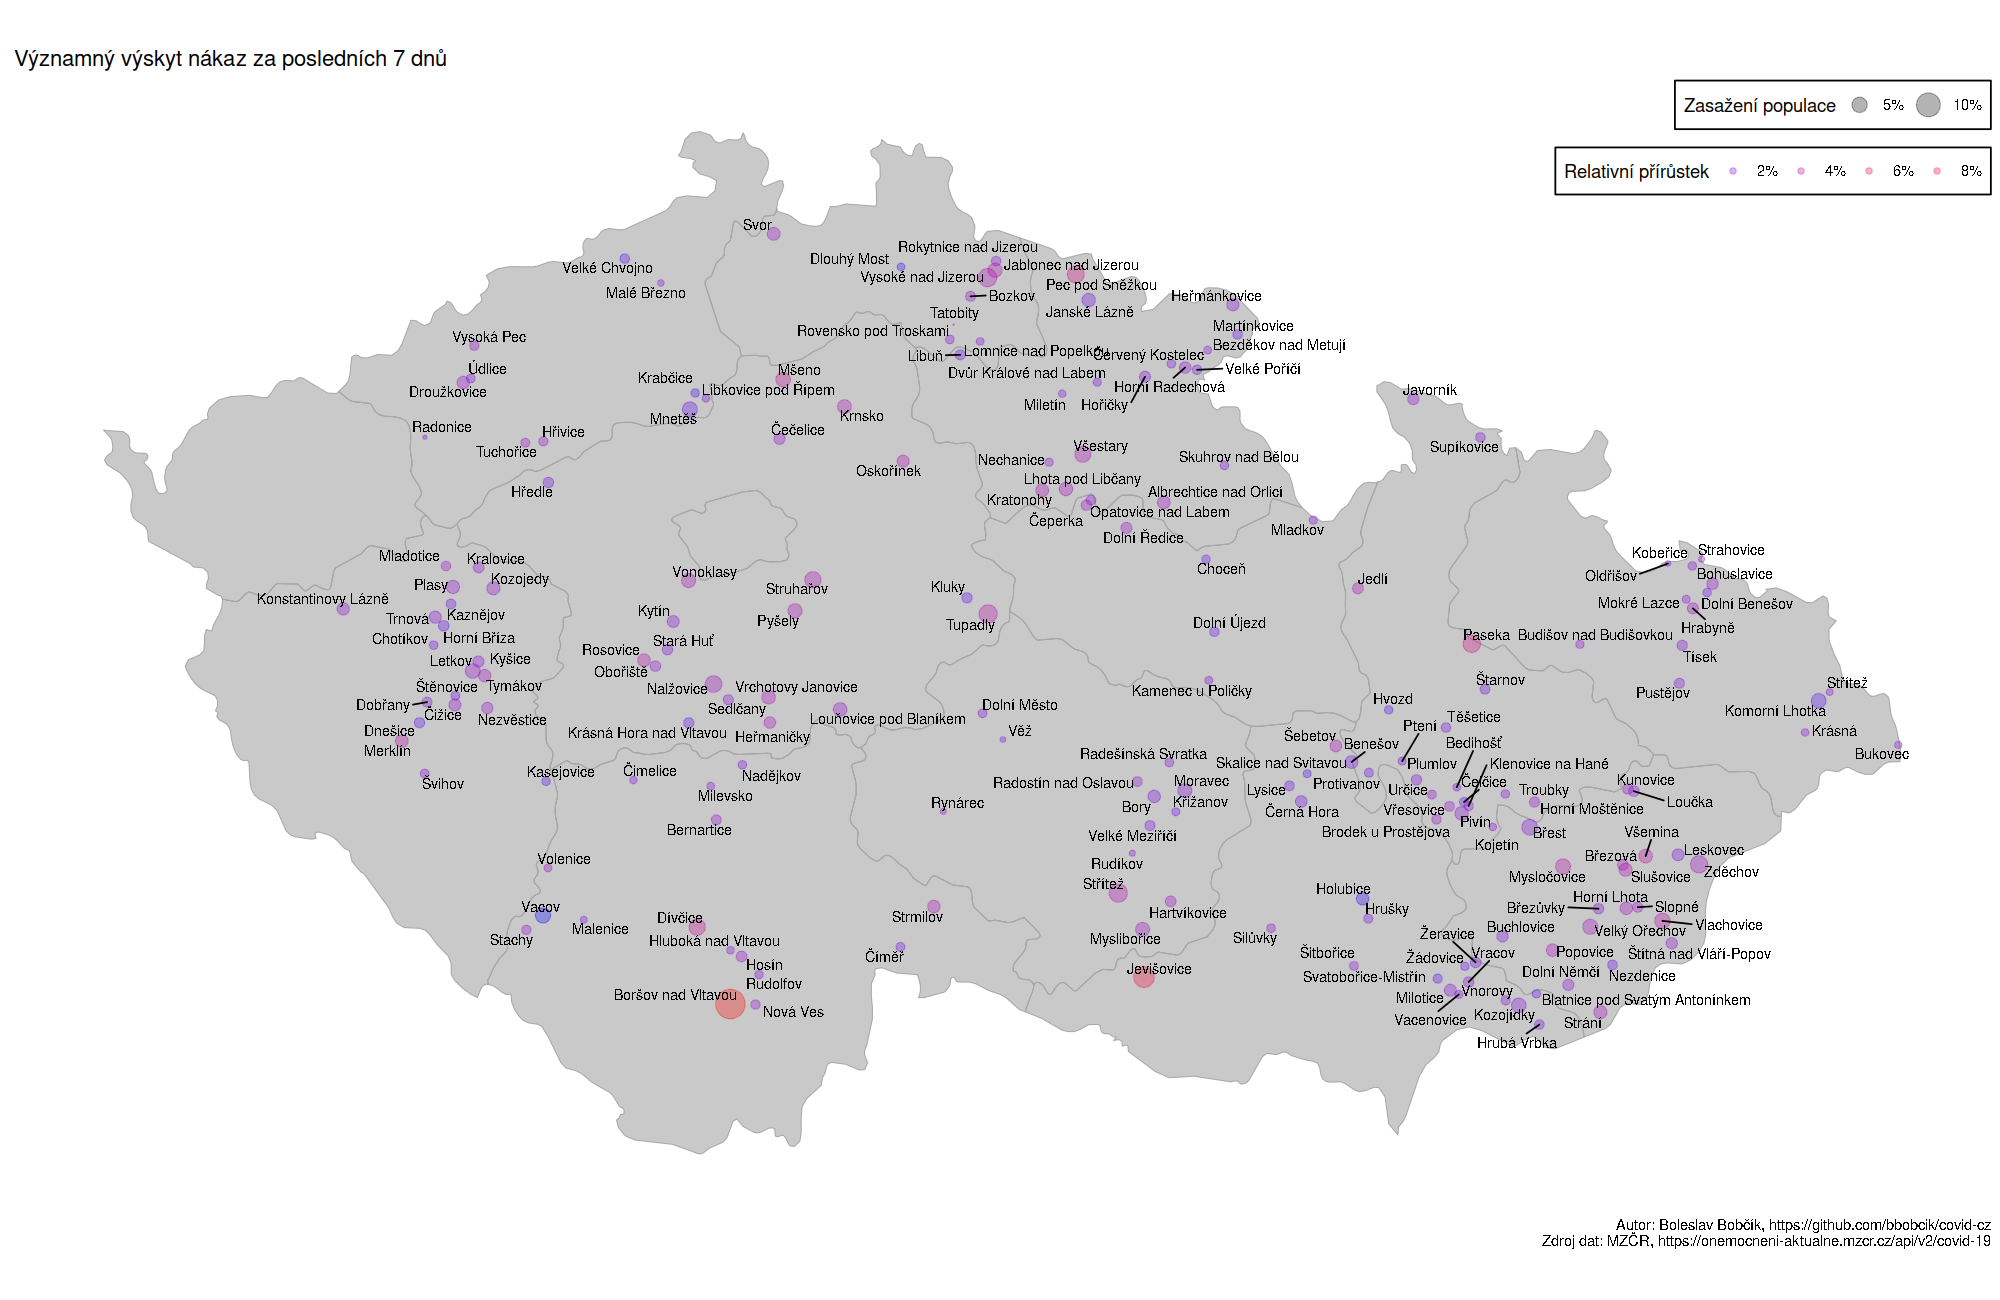 Významný výskyt nákaz za posledních 7 dnů
Zasažení populace 5% 10%
Relativní přírůstek 2% 4% 6% 8%
Svor
Rokytnice nad Jizerou
Dlouhý Most
Velké Chvojno
Jablonec nad Jizerou
Vysoké nad Jizerou
Pec pod Sněžkou
Malé Březno
Bozkov
Heřmánkovice
Tatobity
Janské Lázně
Martínkovice
Rovensko pod Troskami
Vysoká Pec
Bezděkov nad Metují
Libuň
Lomnice nad Popelkou
Červený Kostelec
Údlice
Mšeno
Dvůr Králové nad Labem
Velké Poříčí
Krabčice
Droužkovice
Libkovice pod Řípem
Horní Radechová
Javorník
Miletín
Hořičky
Mnetěš
Krnsko
Radonice
Hřivice
Čečelice
Všestary
Supíkovice
Tuchořice
Nechanice
Skuhrov nad Bělou
Oskořínek
Lhota pod Libčany
Hředle
Kratonohy
Albrechtice nad Orlicí
Opatovice nad Labem
Čeperka
Mladkov
Dolní Ředice
Mladotice
Kralovice
Kobeřice
Strahovice
Choceň
Vonoklasy
Oldřišov
Bohuslavice
Plasy
Kozojedy
Struhařov
Kluky
Jedlí
Konstantinovy Lázně
Mokré Lazce
Dolní Benešov
Trnová
Kaznějov
Kytín
Pyšely
Tupadly
Dolní Újezd
Hrabyně
Chotíkov
Horní Bříza
Stará Huť
Paseka
Budišov nad Budišovkou
Rosovice
Letkov
Kyšice
Tísek
Obořiště
Štěnovice
Tymákov
Nalžovice
Vrchotovy Janovice
Kamenec u Poličky
Štarnov
Střítež
Pustějov
Dobřany
Čižice
Nezvěstice
Sedlčany
Louňovice pod Blaníkem
Dolní Město
Hvozd
Komorní Lhotka
Dnešice
Krásná Hora nad Vltavou
Heřmaničky
Věž
Ptení
Těšetice
Krásná
Merklín
Šebetov
Benešov
Bedihošť
Bukovec
Radešínská Svratka
Skalice nad Svitavou
Plumlov
Klenovice na Hané
Švihov
Kasejovice
Čimelice
Nadějkov
Radostín nad Oslavou
Moravec
Protivanov
Čelčice
Kunovice
Milevsko
Lysice
Určice
Troubky
Rynárec
Bory
Křižanov
Černá Hora
Vřesovice
Horní Moštěnice
Loučka
Bernartice
Velké Meziříčí
Brodek u Prostějova
Pivín
Břest
Všemina
Kojetín
Volenice
Rudíkov
Březová
Leskovec
Střítež
Mysločovice
Slušovice
Zděchov
Holubice
Horní Lhota
Vacov
Dívčice
Strmilov
Hartvíkovice
Hrušky
Březůvky
Slopné
Stachy
Malenice
Hluboká nad Vltavou
Myslibořice
Silůvky
Žeravice
Buchlovice
Velký Ořechov
Vlachovice
Číměř
Šitbořice
Žádovice
Vracov
Popovice
Štítná nad Vláří-Popov
Hosín
Jevišovice
Svatobořice-Mistřín
Dolní Němčí
Nezdenice
Rudolfov
Boršov nad Vltavou
Milotice
Vnorovy
Blatnice pod Svatým Antonínkem
Nová Ves
Vacenovice
Kozojídky
Strání
Hrubá Vrbka
Autor: Boleslav Bobčík, https://github.com/bbobcik/covid-cz
Zdroj dat: MZČR, https://onemocneni-aktualne.mzcr.cz/api/v2/covid-19